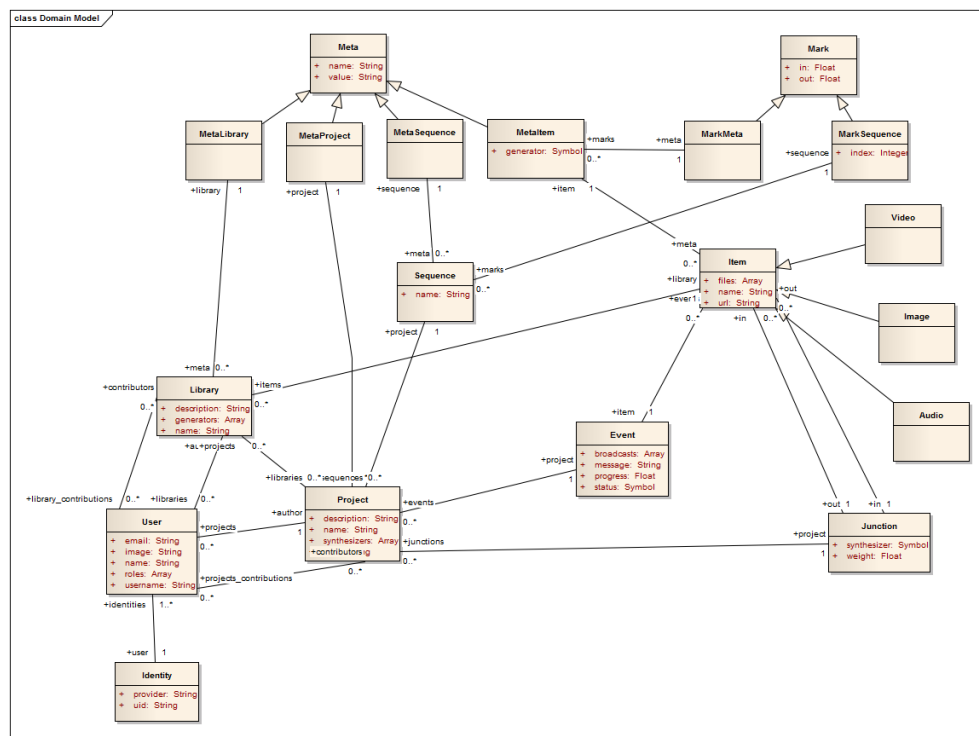 class Domain Model
Meta
+ name: String
+ value: String
Mark
+ in: Float
+ out: Float
MetaLibrary
MetaProject
MetaSequence
MetaItem
+ generator: Symbol
MarkMeta
MarkSequence
+ index: Integer
+marks
0..*
+meta
1
+sequence
1
+library 1
+project 1
+sequence 1
+item
1
Video
+meta 0..*
+marks
0..*
+meta
0..*
Sequence
+ name: String
Item
+ files: Array
+ name: String
+ url: String
+library
1
0..*
+out
0..*
0..*
+in
Image
+project 1
+meta 0..*
+contributors
0..*
+items
0..*
Library
+ description: String
+ generators: Array
+ name: String
Audio
+projects 0..*
+item 1
Event
+ broadcasts: Array
+ message: String
+ progress: Float
+ status: Symbol
+project
1
+libraries 0..*
0..*
+library_contributions
0..*
+libraries 0..*
Project
+ description: String
+ name: String
+ synthesizers: Array
+contributors
0..*
+events
0..*
+junctions
0..*
+out 1
+in 1
User
+ email: String
+ image: String
+ name: String
+ roles: Array
+ username: String
+projects
0..*
+author
1
+project
1
Junction
+ synthesizer: Symbol
+ weight: Float
+projects_contributions
0..*
+identities 1..*
+user 1
Identity
+ provider: String
+ uid: String